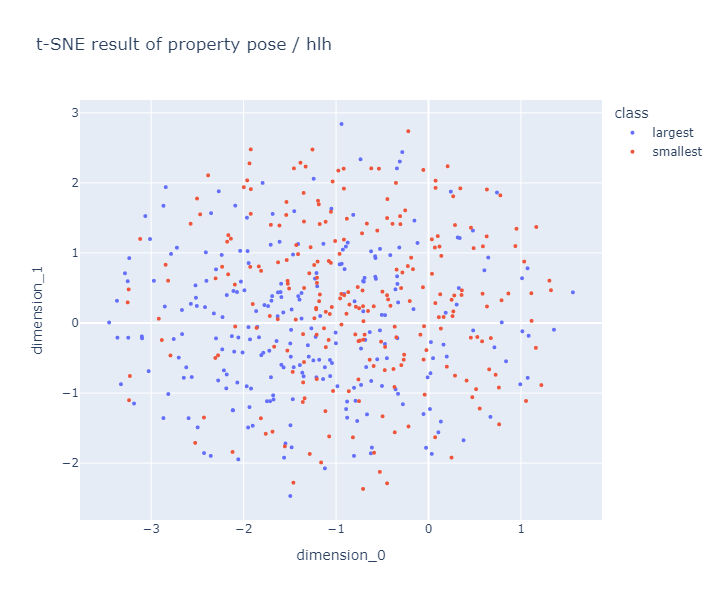 t-SNE result of property pose / hlh
class
largest
smallest
dimension_1
3
2
1
0
−1
−2
−3
−2
−1
0
1
dimension_0